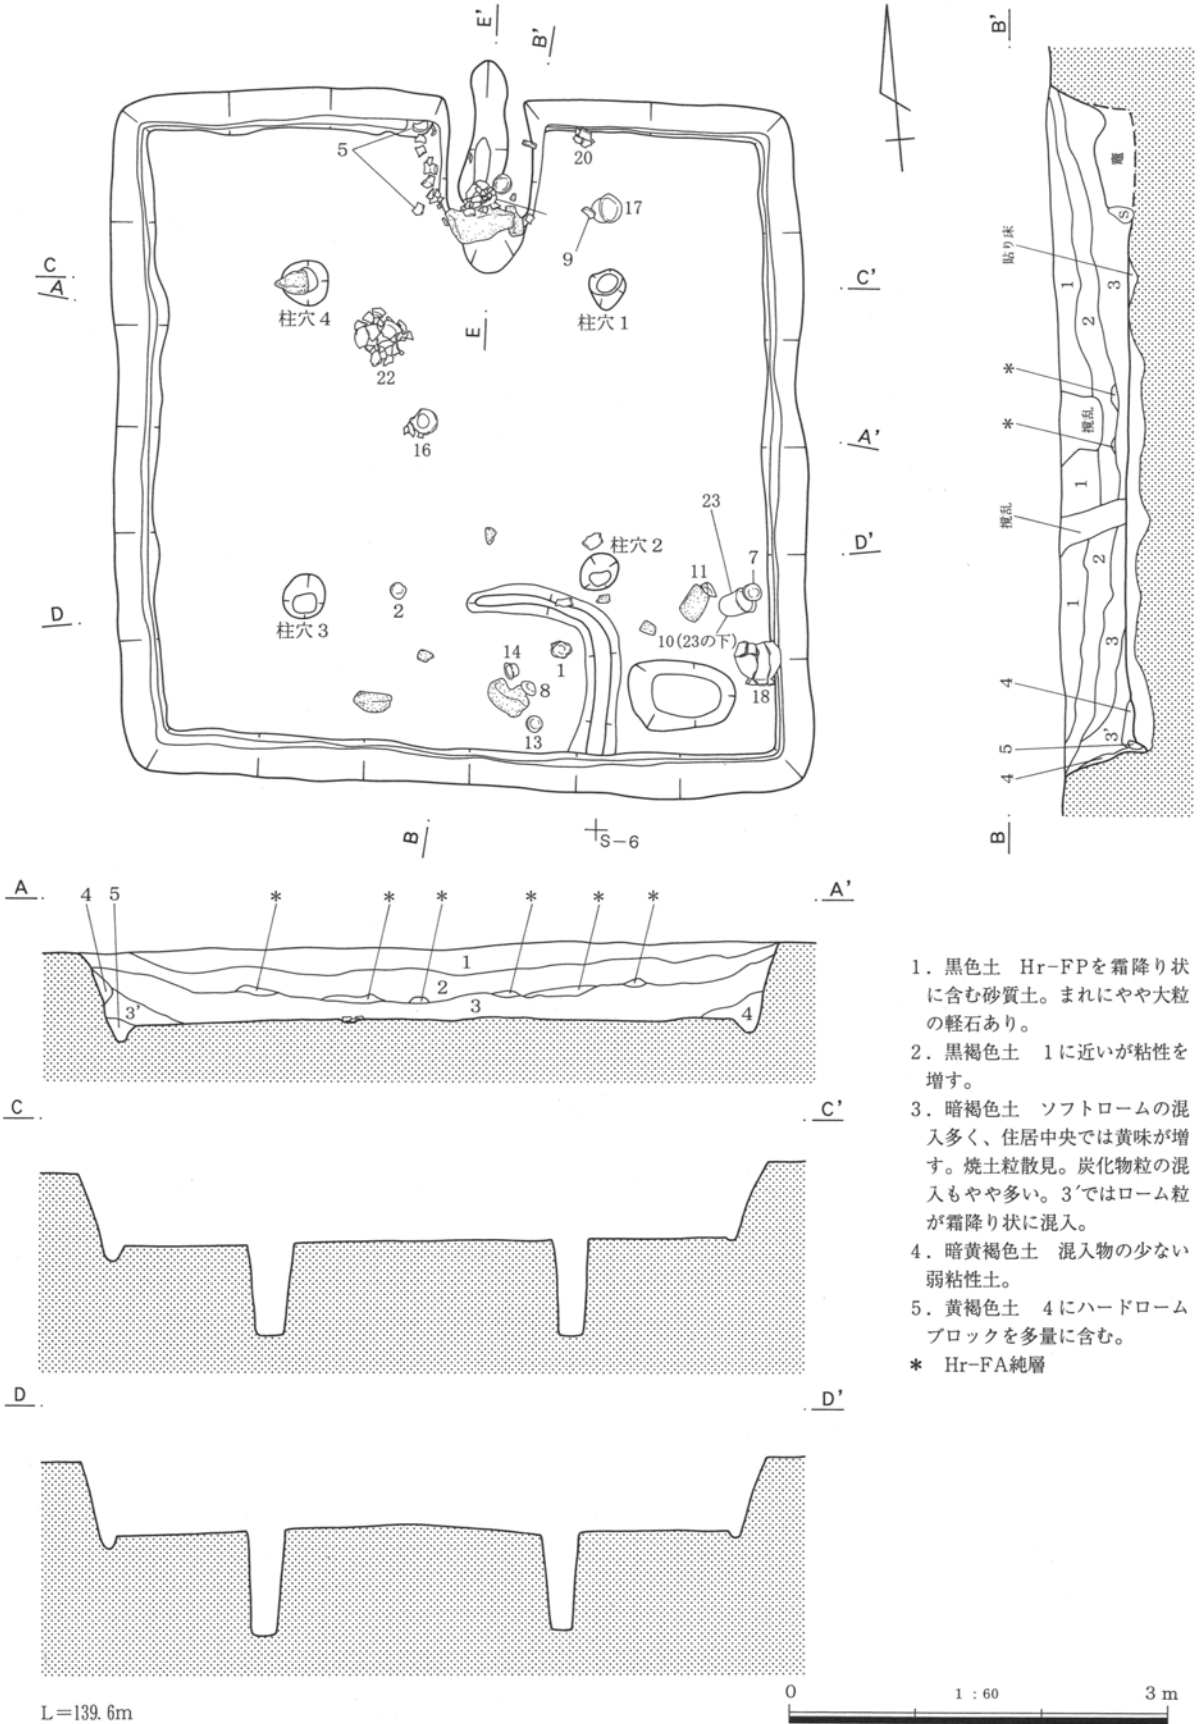 E'
B'
B'
5
20
17
9
C
A
柱穴4
柱穴1
C'
E
22
16
A'
23
柱穴2
11
7
D'
D
柱穴3
2
14
1
10(23の下)
8
18
13
B
S-6
竈
S
貼り床
1
2
3
*
*
攪乱
1
攪乱
2
1
3
4
3'
5
4
B
A
4 5 * * * * * *
A'
1
2
3
3'
4
C
C'
D
D'
1. 黒色土 Hr-FPを霜降り状
に含む砂質土。まれにやや大粒
の軽石あり。
2. 黒褐色土 1に近いが粘性を
増す。
3. 暗褐色土 ソフトロームの混
入多く、住居中央では黄味が増
す。焼土粒散見。炭化物粒の混
入もやや多い。3′ではローム粒
が霜降り状に混入。
4. 暗黄褐色土 混入物の少ない
弱粘性土。
5. 黄褐色土 4にハードローム
ブロックを多量に含む。
* Hr-FA純層
L=139.6m
0 1:60 3m